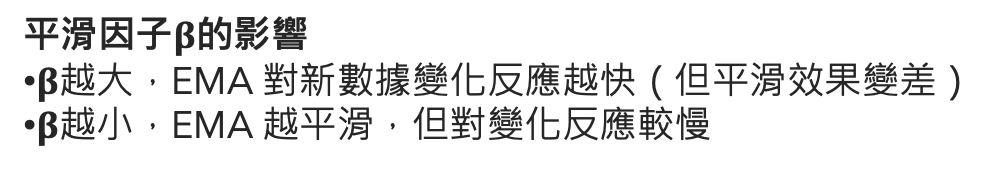 平滑因子β的影響
•β越大，EMA 對新數據變化反應越快（但平滑效果變差）
•β越小，EMA 越平滑，但對變化反應較慢